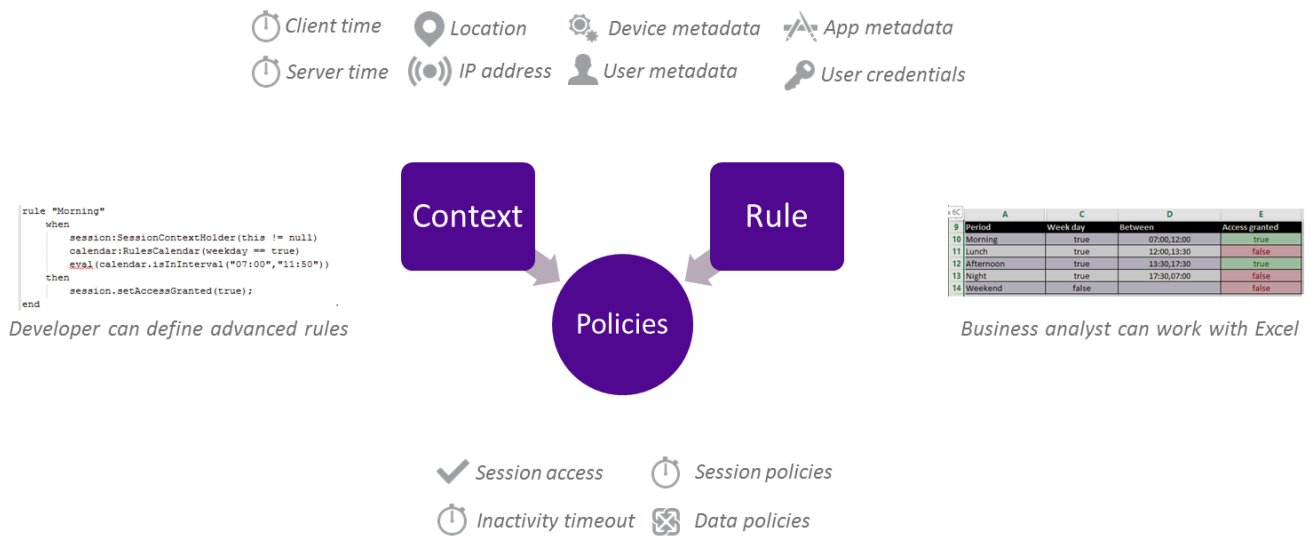 Client time Location Device metadata App metadata
Server time IP address User metadata User credentials
Context Rule
Policies
rule "Morning"
when
session:SessionContextHolder(this != null)
calendar:RulesCalendar(weekday == true)
eval(calendar.isInInterval("07:00","11:50"))
then
session.setAccessGranted(true);
end
Developer can define advanced rules
6C A C D E
9 Period Week day Between Access granted
10 Morning true 07:00,12:00 true
11 Lunch true 12:00,13:30 false
12 Afternoon true 13:30,17:30 true
13 Night true 17:30,07:00 false
14 Weekend false false
Business analyst can work with Excel
Session access Session policies
Inactivity timeout Data policies